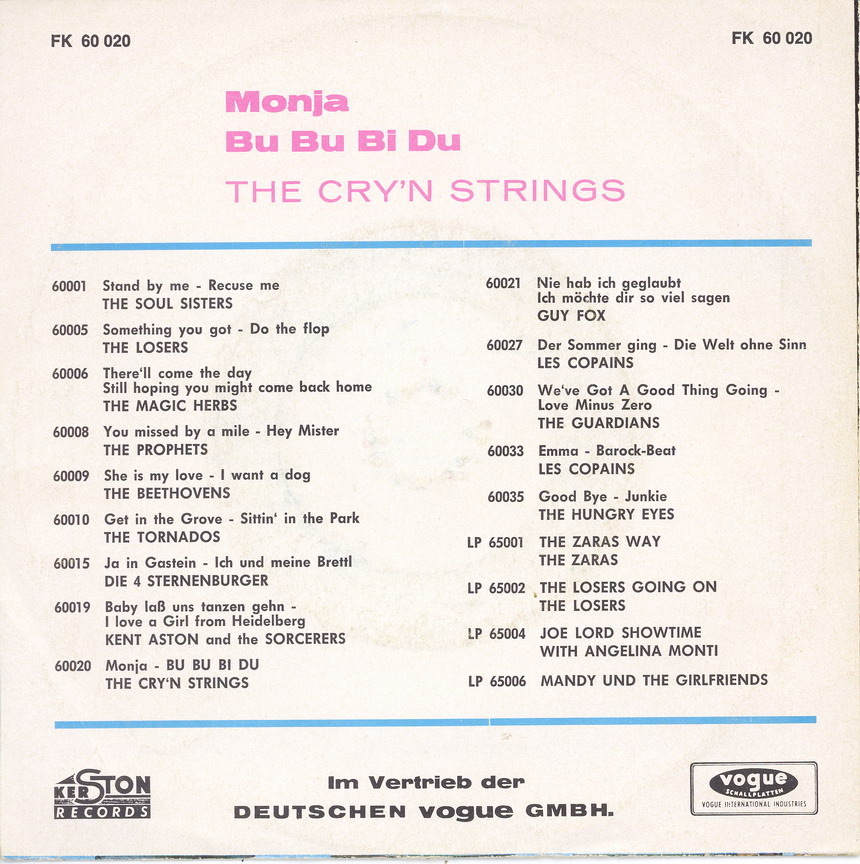 FK 60 020
FK 60 020
Monja
Bu Bu Bi Du
THE CRY'N STRINGS
60001 Stand by me - Recuse me
THE SOUL SISTERS
60005 Something you got - Do the flop
THE LOSERS
60006 There'll come the day
Still hoping you might come back home
THE MAGIC HERBS
60008 You missed by a mile - Hey Mister
THE PROPHETS
60009 She is my love - I want a dog
THE BEETHOVENS
60010 Get in the Grove - Sittin' in the Park
THE TORNADOS
60015 Ja in Gastein - Ich und meine Brettl
DIE 4 STERNENBURGER
60019 Baby laß uns tanzen gehn -
I love a Girl from Heidelberg
KENT ASTON and the SORCERERS
60020 Monja - BU BU BI DU
THE CRY'N STRINGS
60021 Nie hab ich geglaubt
Ich möchte dir so viel sagen
GUY FOX
60027 Der Sommer ging - Die Welt ohne Sinn
LES COPAINS
60030 We've Got A Good Thing Going -
Love Minus Zero
THE GUARDIANS
60033 Emma - Barock-Beat
LES COPAINS
60035 Good Bye - Junkie
THE HUNGRY EYES
LP 65001 THE ZARAS WAY
THE ZARAS
LP 65002 THE LOSERS GOING ON
THE LOSERS
LP 65004 JOE LORD SHOWTIME
WITH ANGELINA MONTI
LP 65006 MANDY UND THE GIRLFRIENDS
KERSTON
RECORDS
Im Vertrieb der
DEUTSCHEN vogue GMBH.
vogue
SCHALLPLATTEN
VOGUE INTERNATIONAL INDUSTRIES